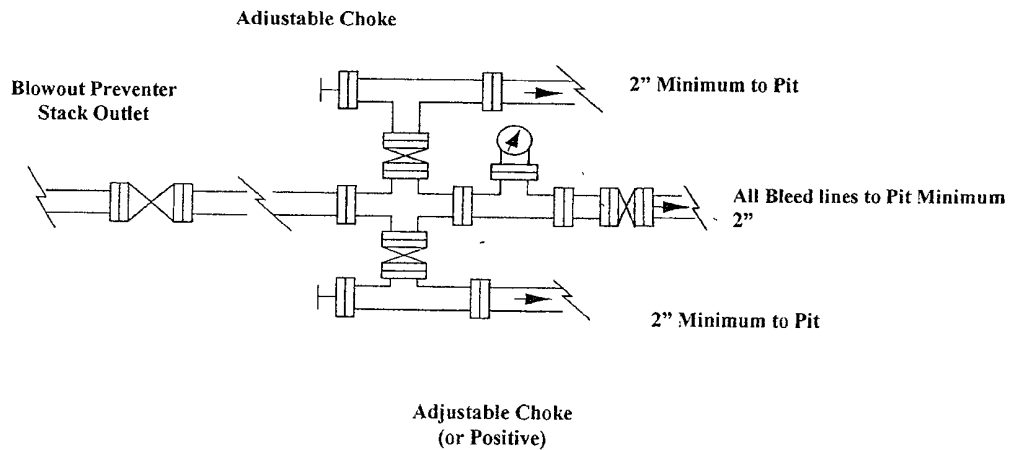 Adjustable Choke
Blowout Preventer
Stack Outlet
2” Minimum to Pit
All Bleed lines to Pit Minimum
2”
2” Minimum to Pit
Adjustable Choke
(or Positive)